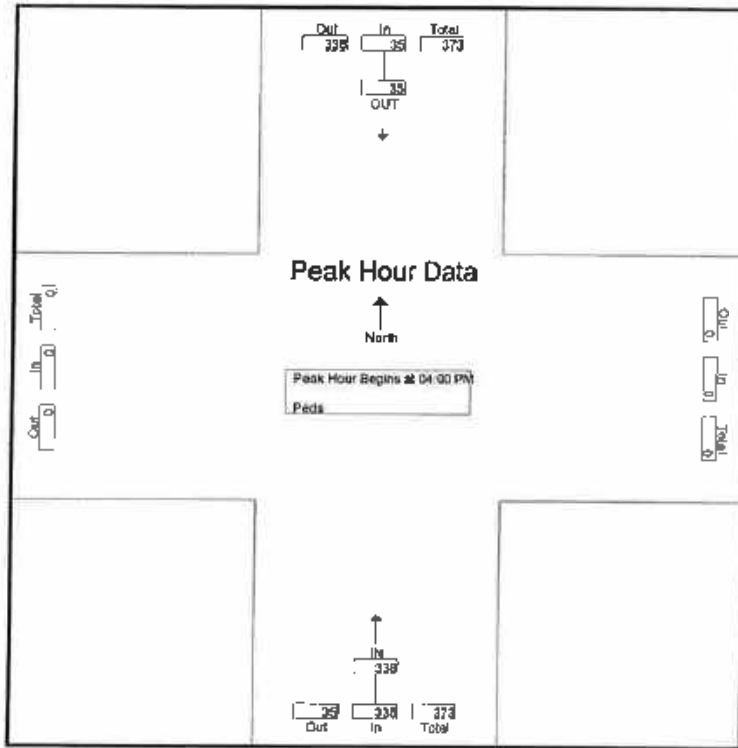 Out In Total
338 35 373
35
OUT
Peak Hour Data
North
Total 0
In 0
Out 0
Out 0
In 0
Total 0
Peak Hour Begins at 04:00 PM
Peds
IN
338
35 338 373
Out In Total